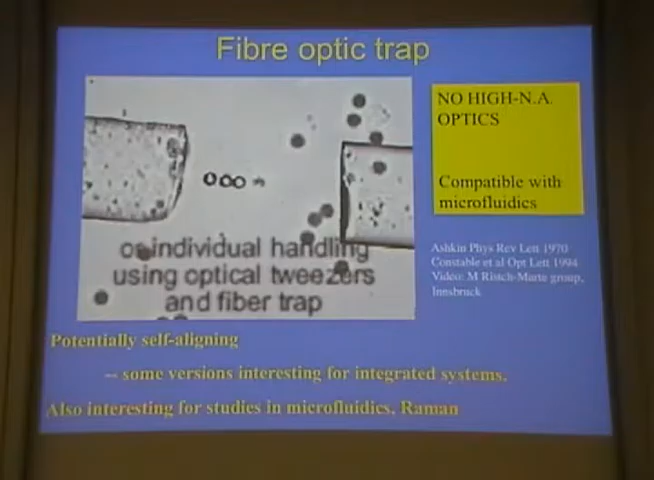 Fibre optic trap
NO HIGH-N.A.
OPTICS
Compatible with
microfluidics
or individual handling
using optical tweezers
and fiber trap
Ashkin Phys Rev Lett 1970
Constable et al Opt Lett 1994
Video: M Ritsch-Marte group,
Innsbruck
Potentially self-aligning
-- some versions interesting for integrated systems.
Also interesting for studies in microfluidics, Raman